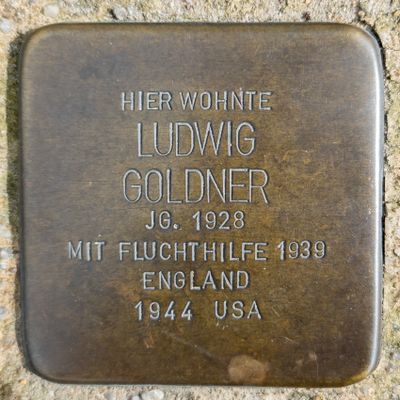 HIER WOHNTE
LUDWIG
GOLDNER
JG. 1928
MIT FLUCHTHILFE 1939
ENGLAND
1944 USA